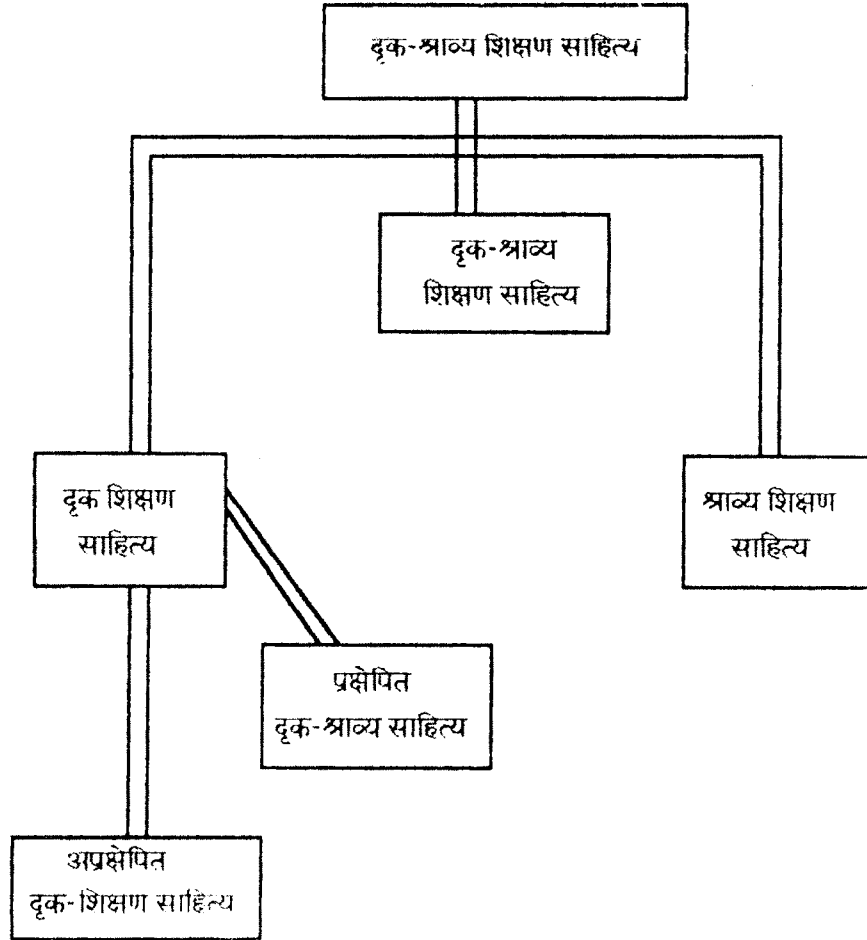 दृक-श्राव्य शिक्षण साहित्य
दृक-श्राव्य
शिक्षण साहित्य
दृक शिक्षण
साहित्य
श्राव्य शिक्षण
साहित्य
प्रक्षेपित
दृक-श्राव्य साहित्य
अप्रक्षेपित
दृक-शिक्षण साहित्य